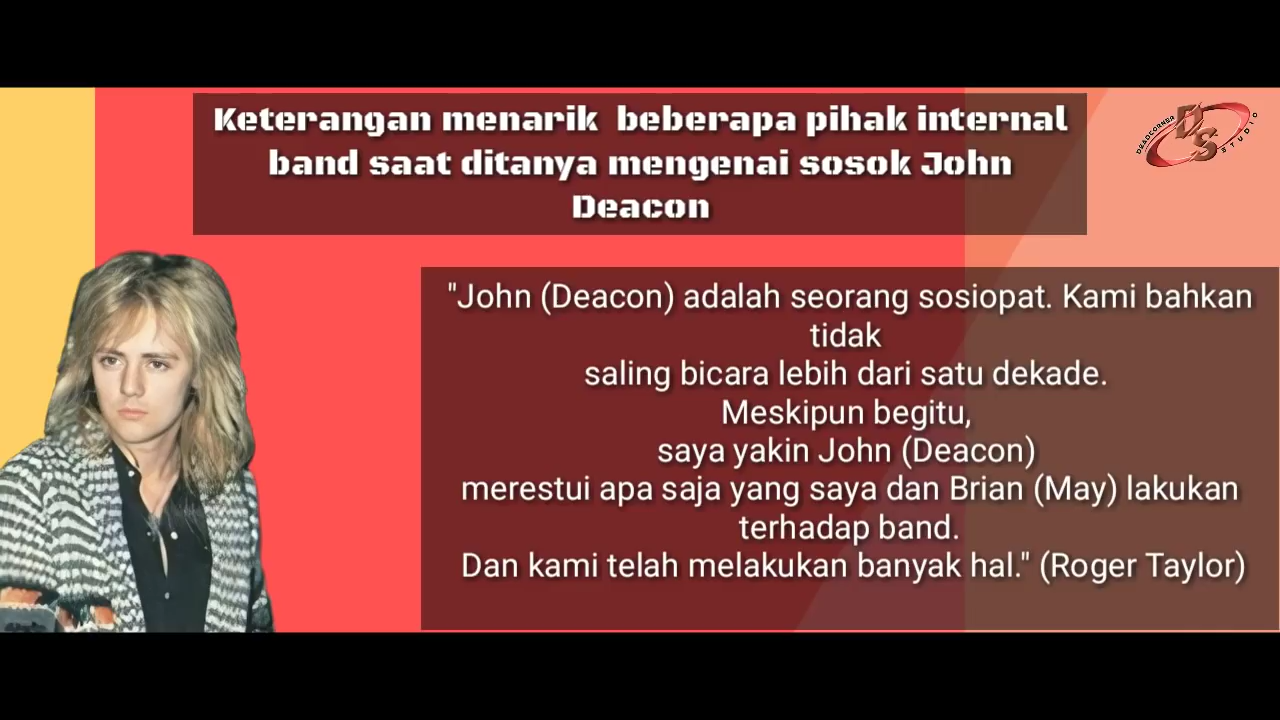 Keterangan menarik beberapa pihak internal
band saat ditanya mengenai sosok John
Deacon
DEADCORNER
DS
STUDIO
"John (Deacon) adalah seorang sosiopat. Kami bahkan
tidak
saling bicara lebih dari satu dekade.
Meskipun begitu,
saya yakin John (Deacon)
merestui apa saja yang saya dan Brian (May) lakukan
terhadap band.
Dan kami telah melakukan banyak hal." (Roger Taylor)